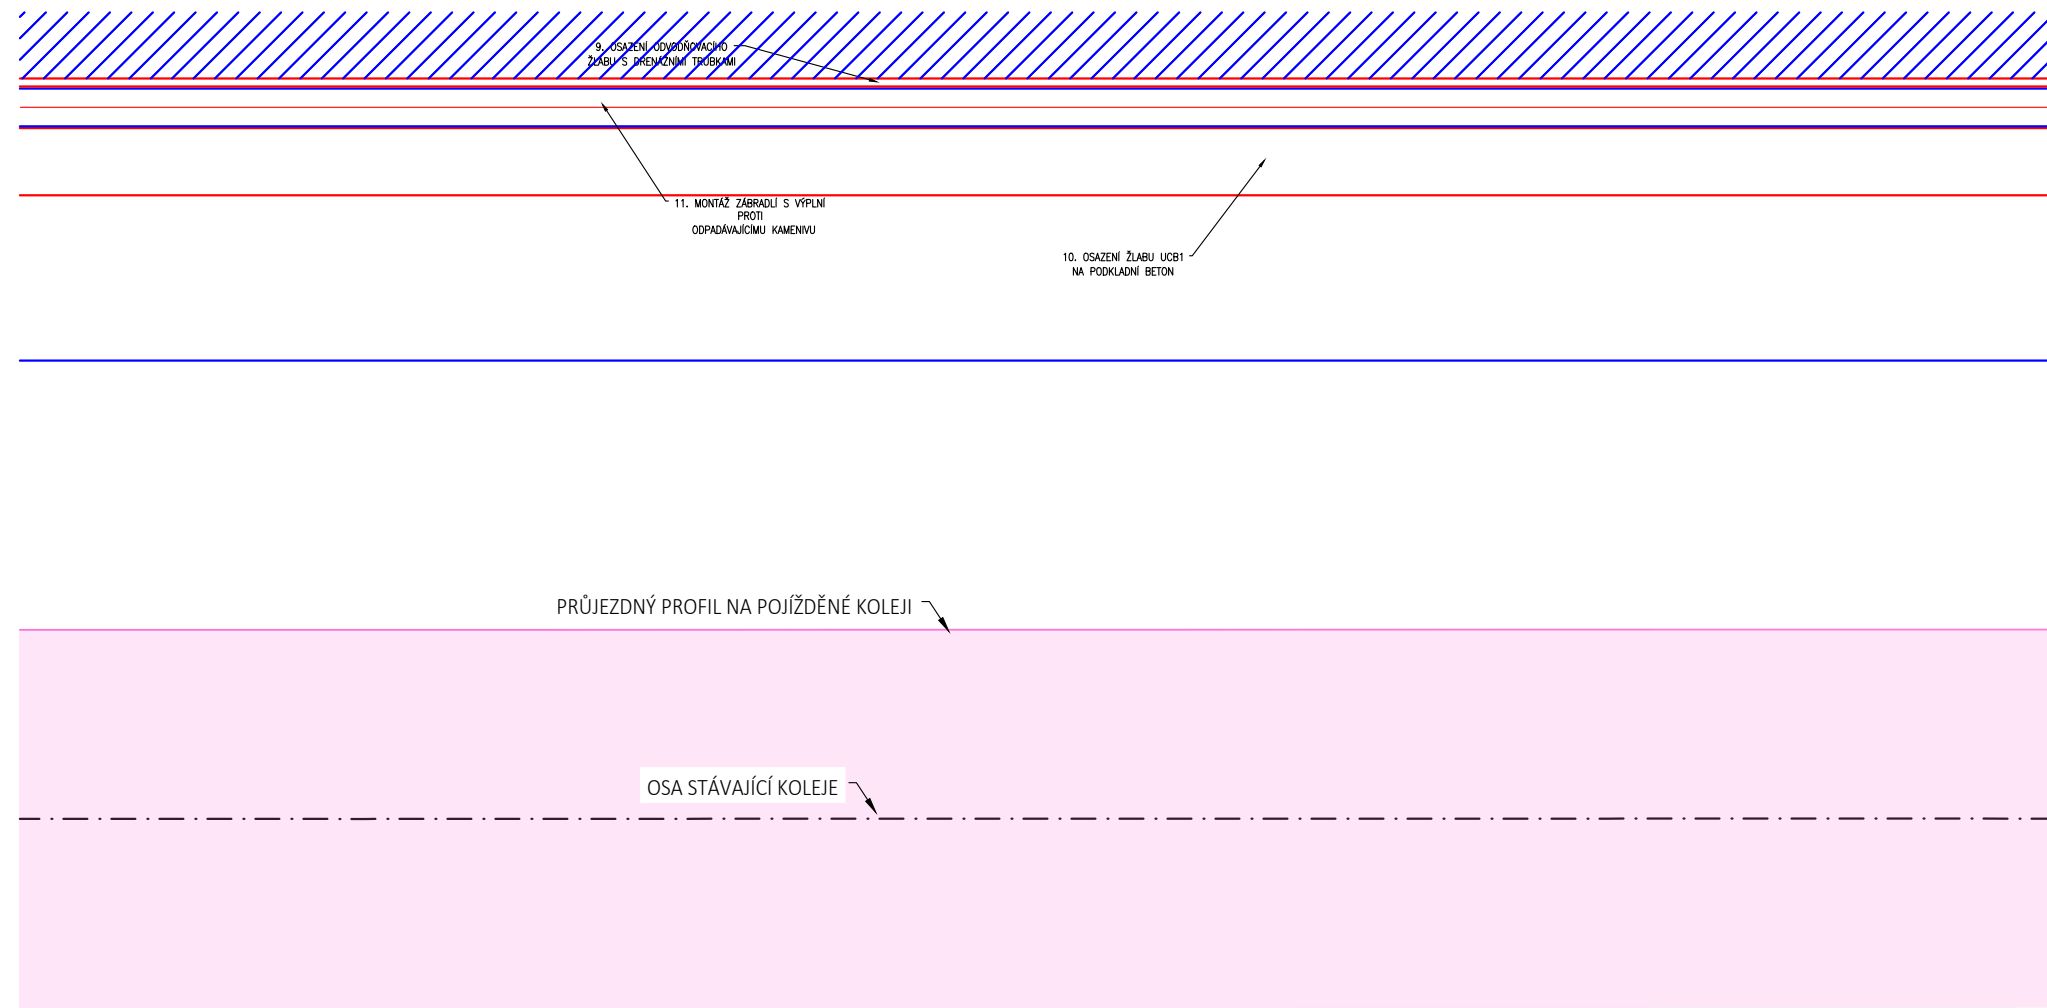 9. OSAZENÍ ODVODŇOVACÍHO
ŽLABU S DRENÁŽNÍMI TRUBKAMI
11. MONTÁŽ ZÁBRADLÍ S VÝPLNÍ
PROTI
ODPADÁVAJÍCÍMU KAMENIVU
10. OSAZENÍ ŽLABU UCB1
NA PODKLADNÍ BETON
PRŮJEZDNÝ PROFIL NA POJÍŽDĚNÉ KOLEJI
OSA STÁVAJÍCÍ KOLEJE